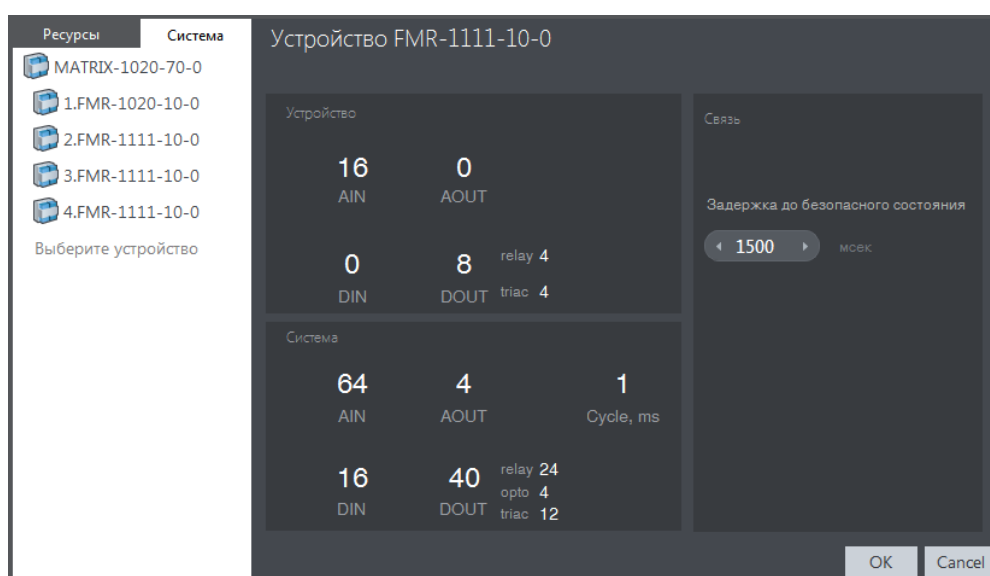 Ресурсы
Система
MATRIX-1020-70-0
1.FMR-1020-10-0
2.FMR-1111-10-0
3.FMR-1111-10-0
4.FMR-1111-10-0
Выберите устройство
Устройство FMR-1111-10-0
Устройство
16 0
AIN AOUT
0 8 relay 4
DIN DOUT triac 4
Система
64 4 1
AIN AOUT Cycle, ms
16 40 relay 24
opto 4
DIN DOUT triac 12
Связь
Задержка до безопасного состояния
1500 мсек
OK Cancel